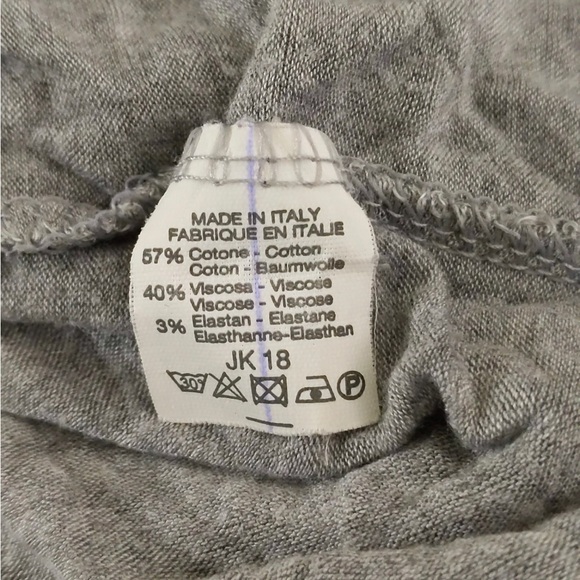 MADE IN ITALY
FABRIQUE EN ITALIE
57% Cotone - Cotton
Coton - Baumwolle
40% Viscosa - Viscose
Viscose - Viscose
3% Elastan - Elastane
Elasthanne-Elasthan
JK 18
30° P